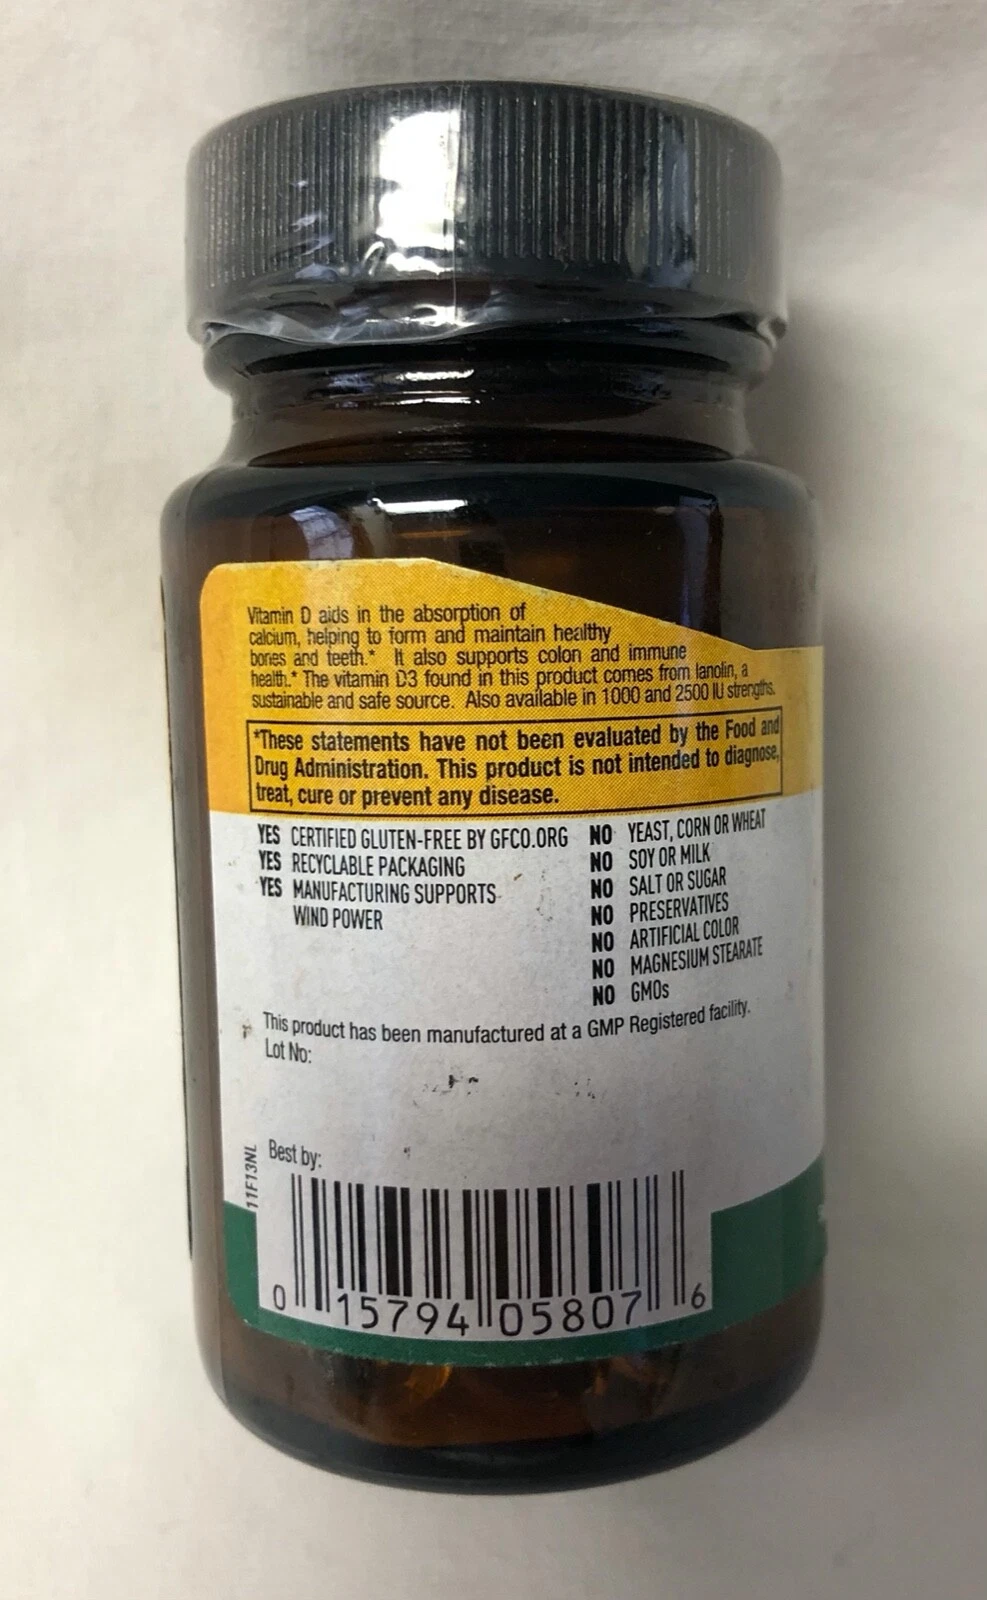 Vitamin D aids in the absorption of
calcium, helping to form and maintain healthy
bones and teeth.* It also supports colon and immune
health.* The vitamin D3 found in this product comes from lanolin, a
sustainable and safe source. Also available in 1000 and 2500 IU strengths.
*These statements have not been evaluated by the Food and
Drug Administration. This product is not intended to diagnose,
treat, cure or prevent any disease.
YES CERTIFIED GLUTEN-FREE BY GFCO.ORG
YES RECYCLABLE PACKAGING
YES MANUFACTURING SUPPORTS
WIND POWER
NO YEAST, CORN OR WHEAT
NO SOY OR MILK
NO SALT OR SUGAR
NO PRESERVATIVES
NO ARTIFICIAL COLOR
NO MAGNESIUM STEARATE
NO GMOs
This product has been manufactured at a GMP Registered facility.
Lot No:
Best by:
11F13NL
0 15794 05807 6